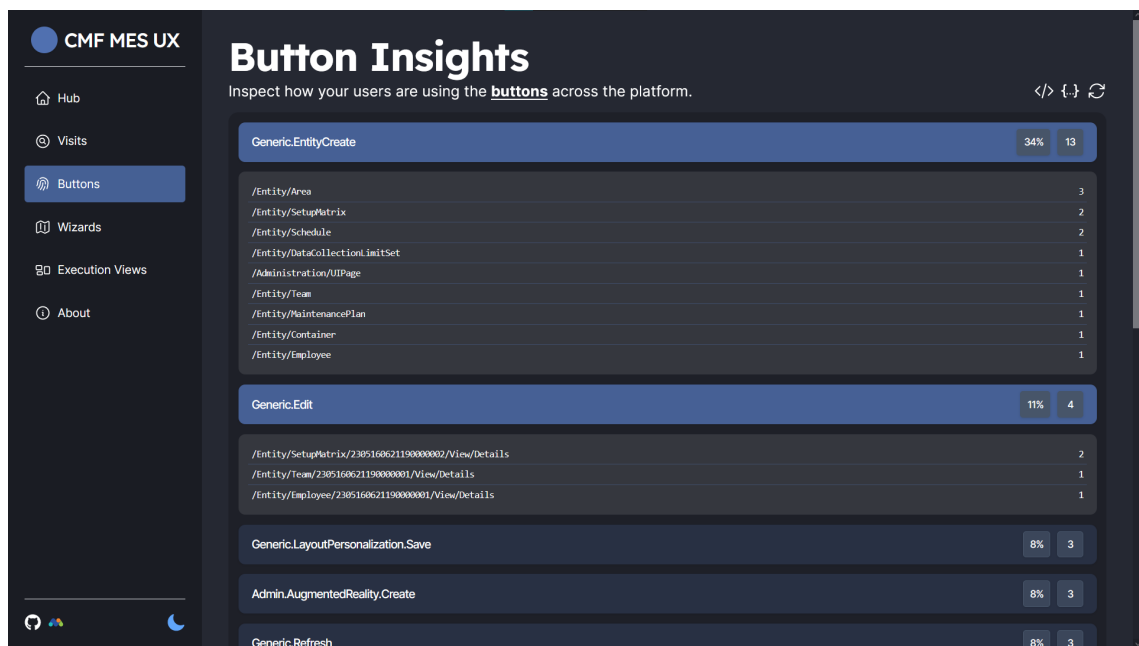 CMF MES UX
Hub
Visits
Buttons
Wizards
Execution Views
About
Button Insights
Inspect how your users are using the buttons across the platform.
</> {..}
Generic.EntityCreate 34% 13
/Entity/Area 3
/Entity/SetupMatrix 2
/Entity/Schedule 2
/Entity/DataCollectionLimitSet 1
/Administration/UIPage 1
/Entity/Team 1
/Entity/MaintenancePlan 1
/Entity/Container 1
/Entity/Employee 1
Generic.Edit 11% 4
/Entity/SetupMatrix/2305160621190000002/View/Details 2
/Entity/Team/2305160621190000001/View/Details 1
/Entity/Employee/2305160621190000001/View/Details 1
Generic.LayoutPersonalization.Save 8% 3
Admin.AugmentedReality.Create 8% 3
Generic.Refresh 8% 3